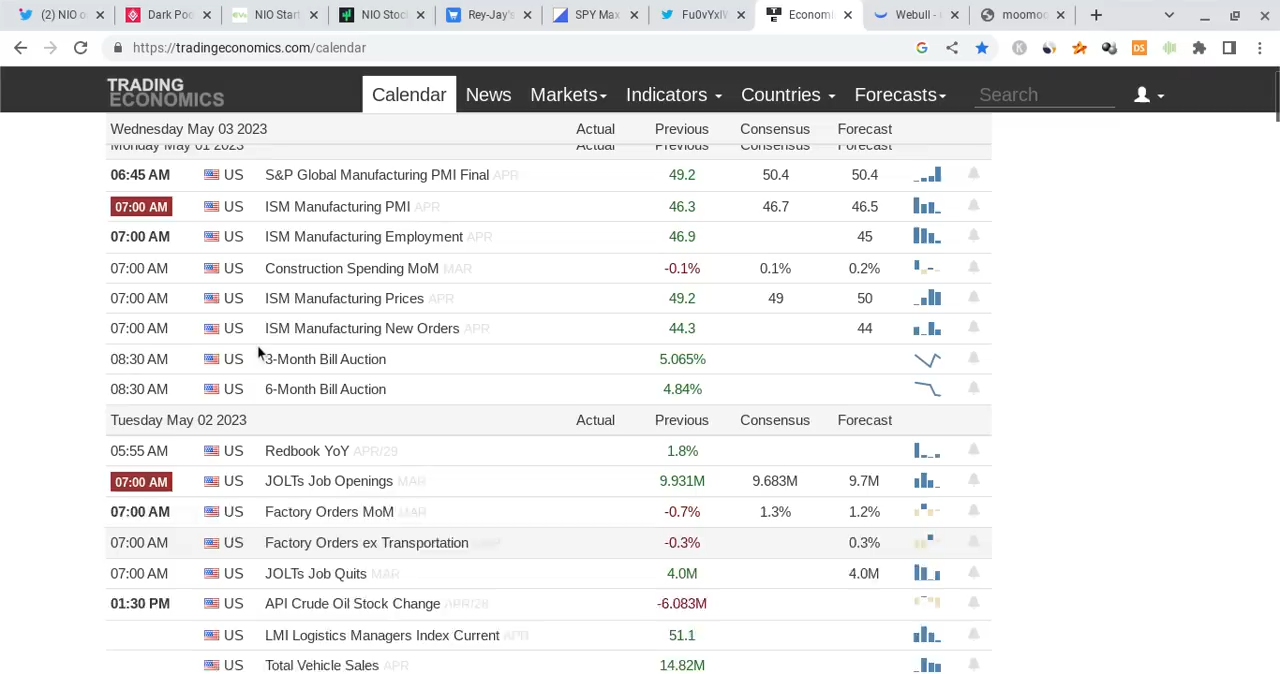 (2) NIO o
Dark Poo
NIO Start
NIO Stoc
Rey-Jay's
SPY Max
Fu0vYxIW
Economi
Webull -
moomoo
https://tradingeconomics.com/calendar
TRADING ECONOMICS
Calendar News Markets Indicators Countries Forecasts Search
Wednesday May 03 2023 Actual Previous Consensus Forecast
Monday May 01 2023 Actual Previous Consensus Forecast
06:45 AM US S&P Global Manufacturing PMI Final APR 49.2 50.4 50.4
07:00 AM US ISM Manufacturing PMI APR 46.3 46.7 46.5
07:00 AM US ISM Manufacturing Employment APR 46.9 45
07:00 AM US Construction Spending MoM MAR -0.1% 0.1% 0.2%
07:00 AM US ISM Manufacturing Prices APR 49.2 49 50
07:00 AM US ISM Manufacturing New Orders APR 44.3 44
08:30 AM US 3-Month Bill Auction 5.065%
08:30 AM US 6-Month Bill Auction 4.84%
Tuesday May 02 2023 Actual Previous Consensus Forecast
05:55 AM US Redbook YoY APR/29 1.8%
07:00 AM US JOLTs Job Openings MAR 9.931M 9.683M 9.7M
07:00 AM US Factory Orders MoM MAR -0.7% 1.3% 1.2%
07:00 AM US Factory Orders ex Transportation -0.3% 0.3%
07:00 AM US JOLTs Job Quits MAR 4.0M 4.0M
01:30 PM US API Crude Oil Stock Change APR/28 -6.083M
US LMI Logistics Managers Index Current APR 51.1
US Total Vehicle Sales APR 14.82M